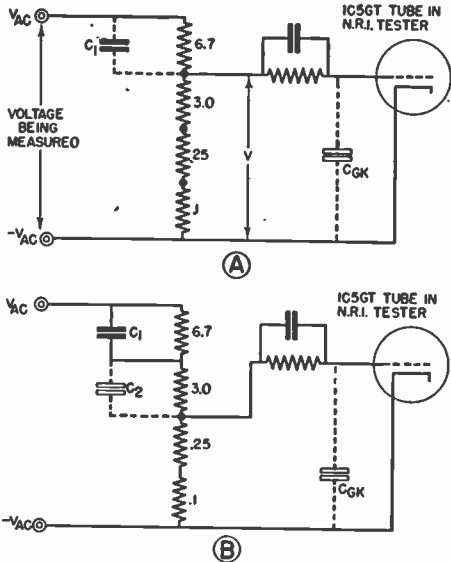 1C5GT TUBE IN
N.R.I. TESTER
VAC
C1
6.7
3.0
.25
.1
VOLTAGE
BEING
MEASURED
V
CGK
-VAC
A
1C5GT TUBE IN
N.R.I. TESTER
VAC
C1
6.7
C2
3.0
.25
.1
CGK
-VAC
B